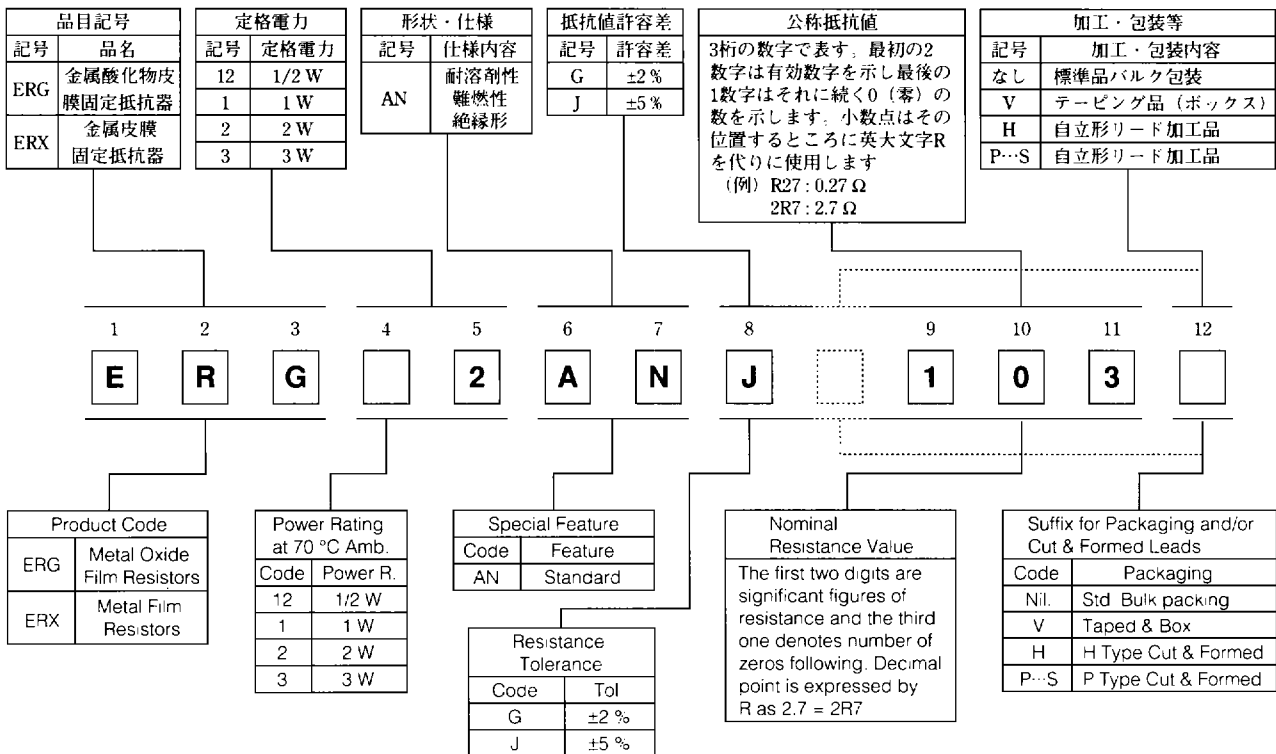 品目記号
記号 品名
ERG 金属酸化物皮
膜固定抵抗器
ERX 金属皮膜
固定抵抗器
定格電力
記号 定格電力
12 1/2 W
1 1 W
2 2 W
3 3 W
形状・仕様
記号 仕様内容
AN 耐溶剤性
難燃性
絶縁形
抵抗値許容差
記号 許容差
G ±2 %
J ±5 %
公称抵抗値
3桁の数字で表す。最初の2
数字は有効数字を示し最後の
1数字はそれに続く0（零）の
数を示します。小数点はその
位置するところに英大文字R
を代りに使用します
（例）R27 : 0.27 Ω
2R7 : 2.7 Ω
加工・包装等
記号 加工・包装内容
なし 標準品バルク包装
V テーピング品（ボックス）
H 自立形リード加工品
P…S 自立形リード加工品
1 2 3 4 5 6 7 8 9 10 11 12
E R G 2 A N J 1 0 3
Product Code
ERG Metal Oxide
Film Resistors
ERX Metal Film
Resistors
Power Rating
at 70 °C Amb.
Code Power R.
12 1/2 W
1 1 W
2 2 W
3 3 W
Special Feature
Code Feature
AN Standard
Resistance
Tolerance
Code Tol
G ±2 %
J ±5 %
Nominal
Resistance Value
The first two digits are
significant figures of
resistance and the third
one denotes number of
zeros following. Decimal
point is expressed by
R as 2.7 = 2R7
Suffix for Packaging and/or
Cut & Formed Leads
Code Packaging
Nil. Std Bulk packing
V Taped & Box
H H Type Cut & Formed
P…S P Type Cut & Formed